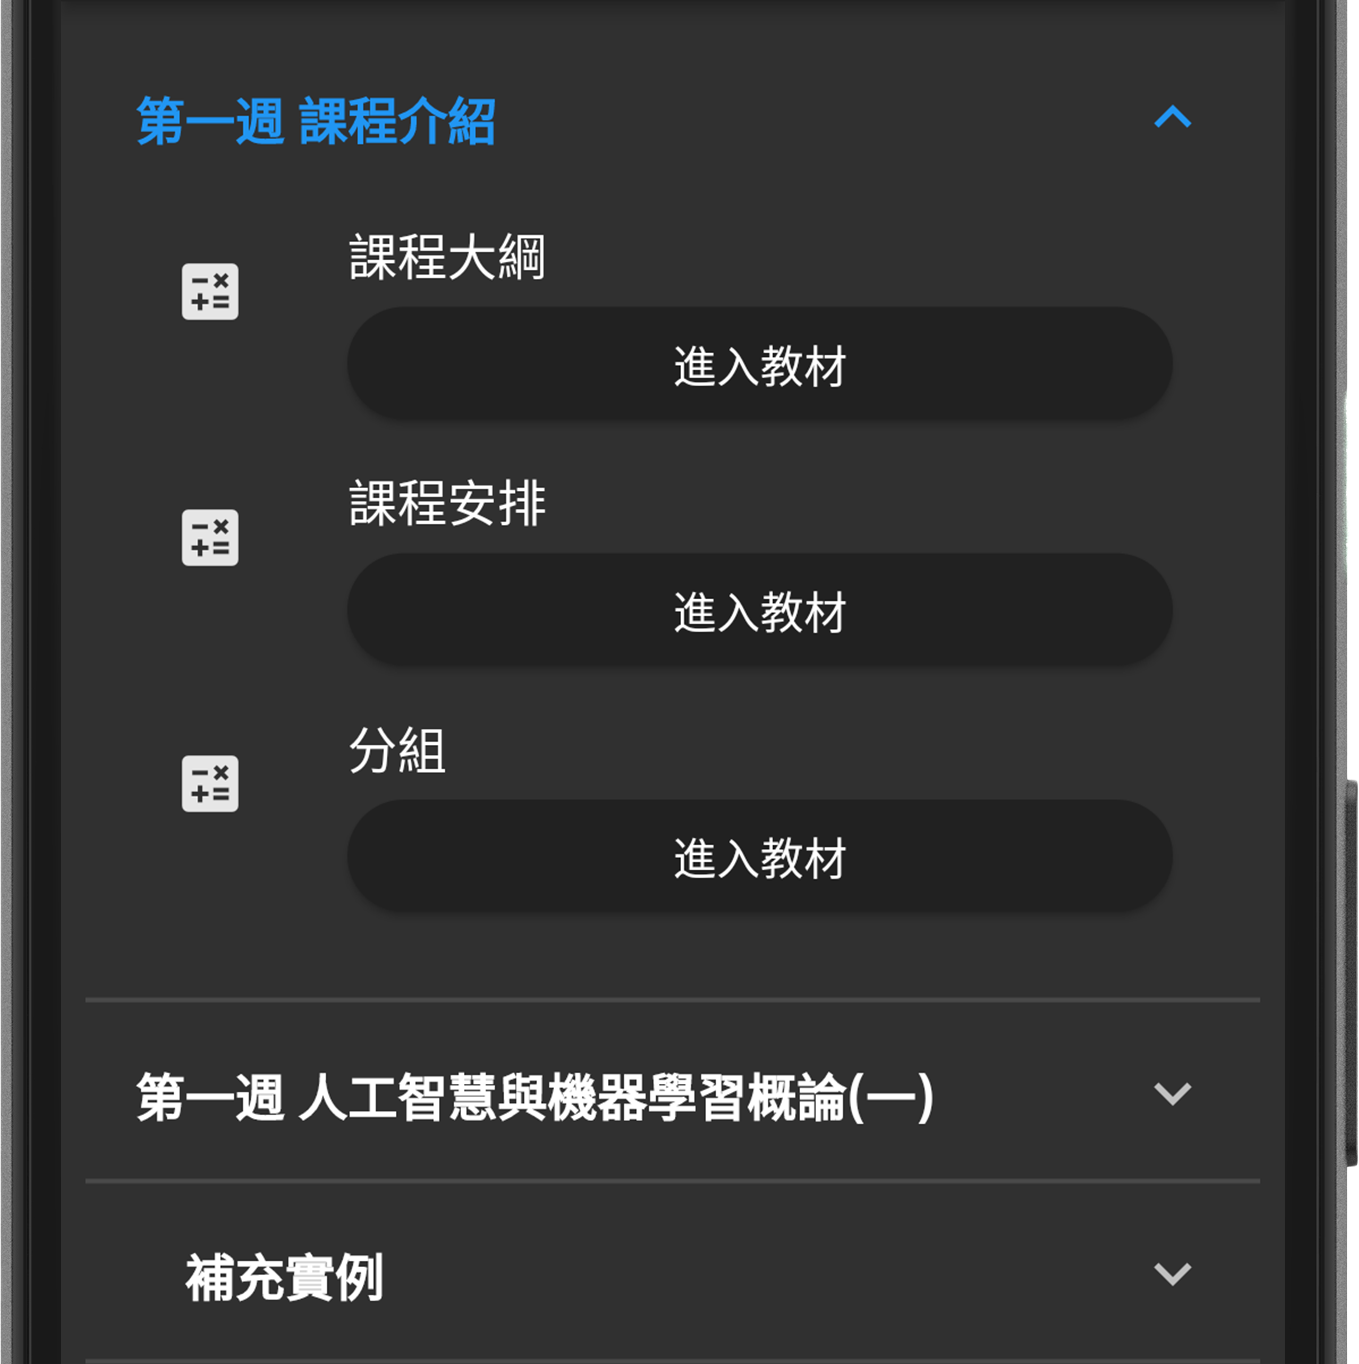 第一週 課程介紹
課程大綱
進入教材
課程安排
進入教材
分組
進入教材
第一週 人工智慧與機器學習概論(一)
補充實例